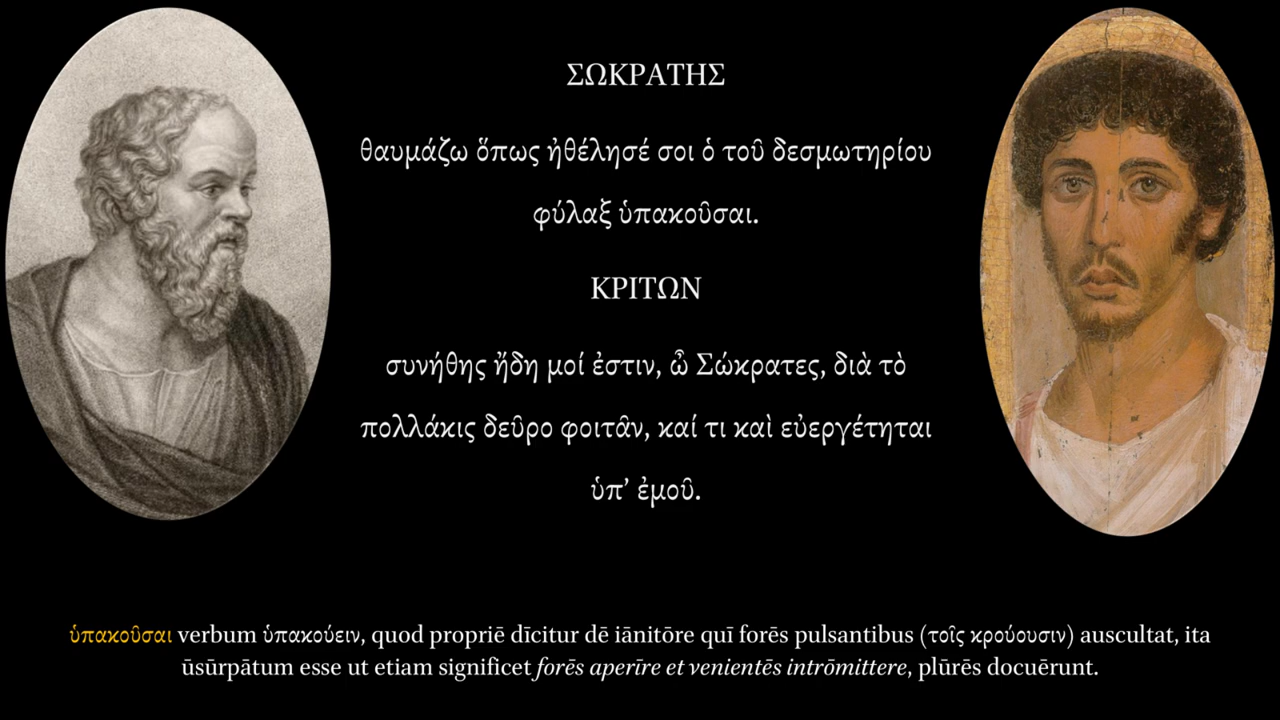 ΣΩΚΡΑΤΗΣ
θαυμάζω ὅπως ἠθέλησέ σοι ὁ τοῦ δεσμωτηρίου
φύλαξ ὑπακοῦσαι.
ΚΡΙΤΩΝ
συνήθης ἤδη μοί ἐστιν, ὦ Σώκρατες, διὰ τὸ
πολλάκις δεῦρο φοιτᾶν, καί τι καὶ εὐεργέτηται
ὑπ’ ἐμοῦ.
ὑπακοῦσαι verbum ὑπακούειν, quod propriē dīcitur dē iānitōre quī forēs pulsantibus (τοῖς κρούουσιν) auscultat, ita
ūsūrpātum esse ut etiam significet forēs aperīre et venientēs intrōmittere, plūrēs docuērunt.